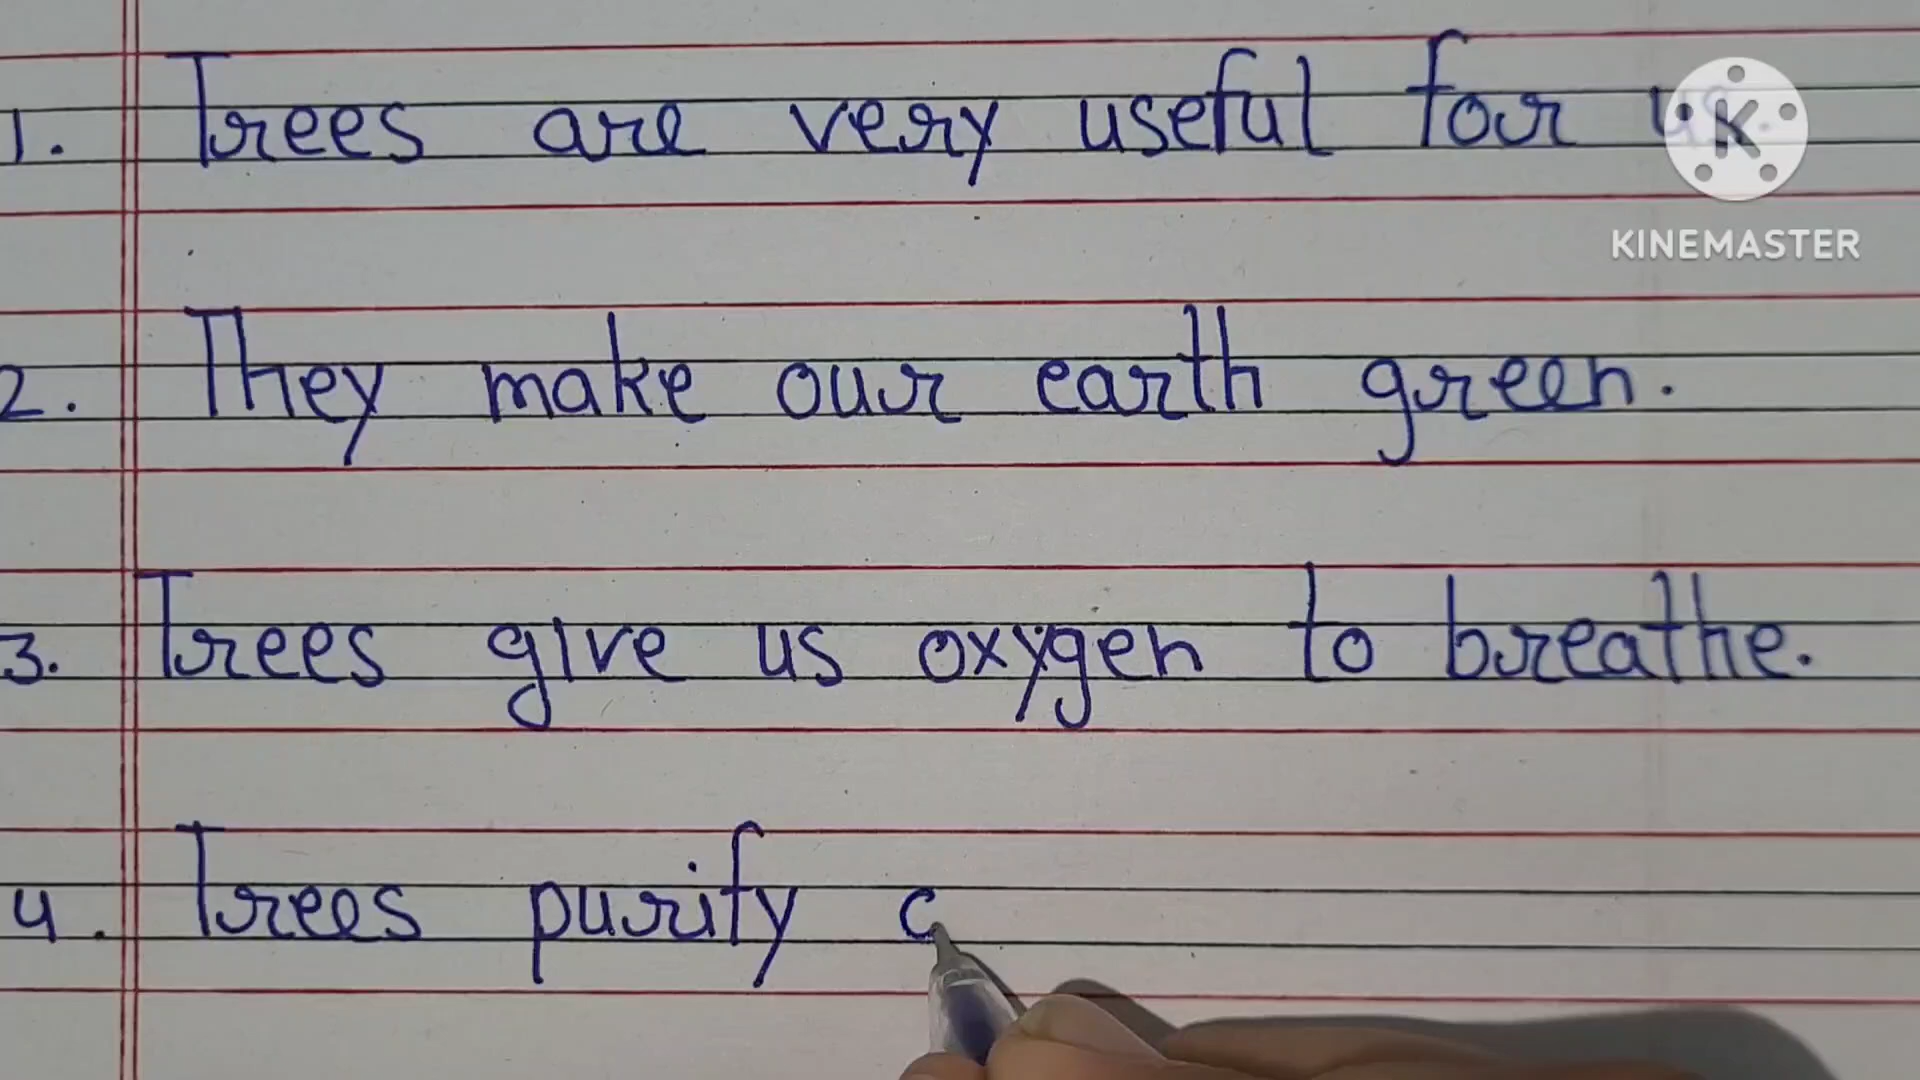 1. Trees are very useful for us.
KINEMASTER
2. They make our earth green.
3. Trees give us oxygen to breathe.
4. Trees purify